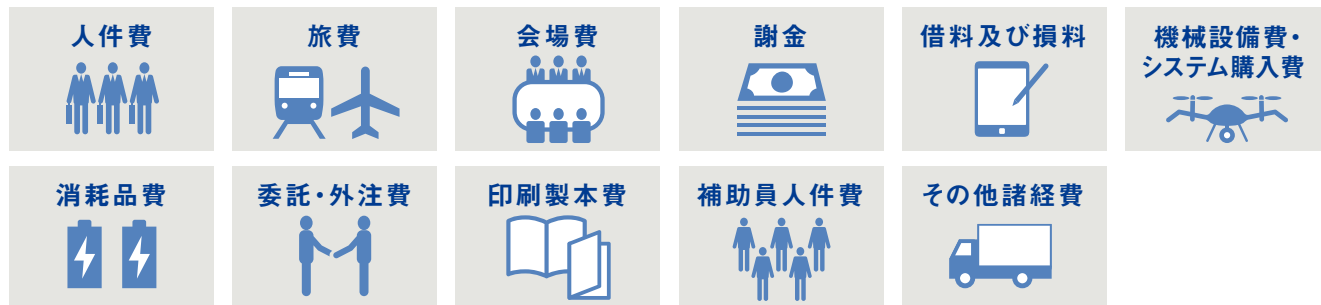 人件費
旅費
会場費
謝金
借料及び損料
機械設備費・
システム購入費
消耗品費
委託・外注費
印刷製本費
補助員人件費
その他諸経費